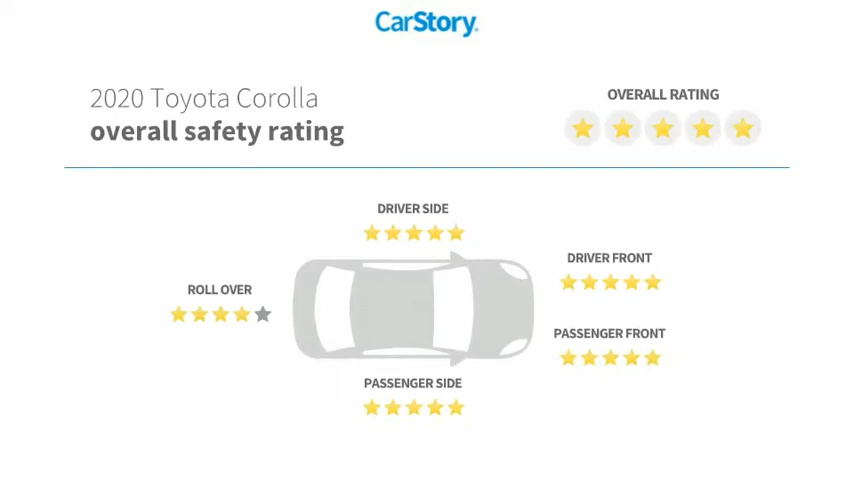 CarStory.
2020 Toyota Corolla
overall safety rating
OVERALL RATING
DRIVER SIDE
DRIVER FRONT
ROLL OVER
PASSENGER FRONT
PASSENGER SIDE